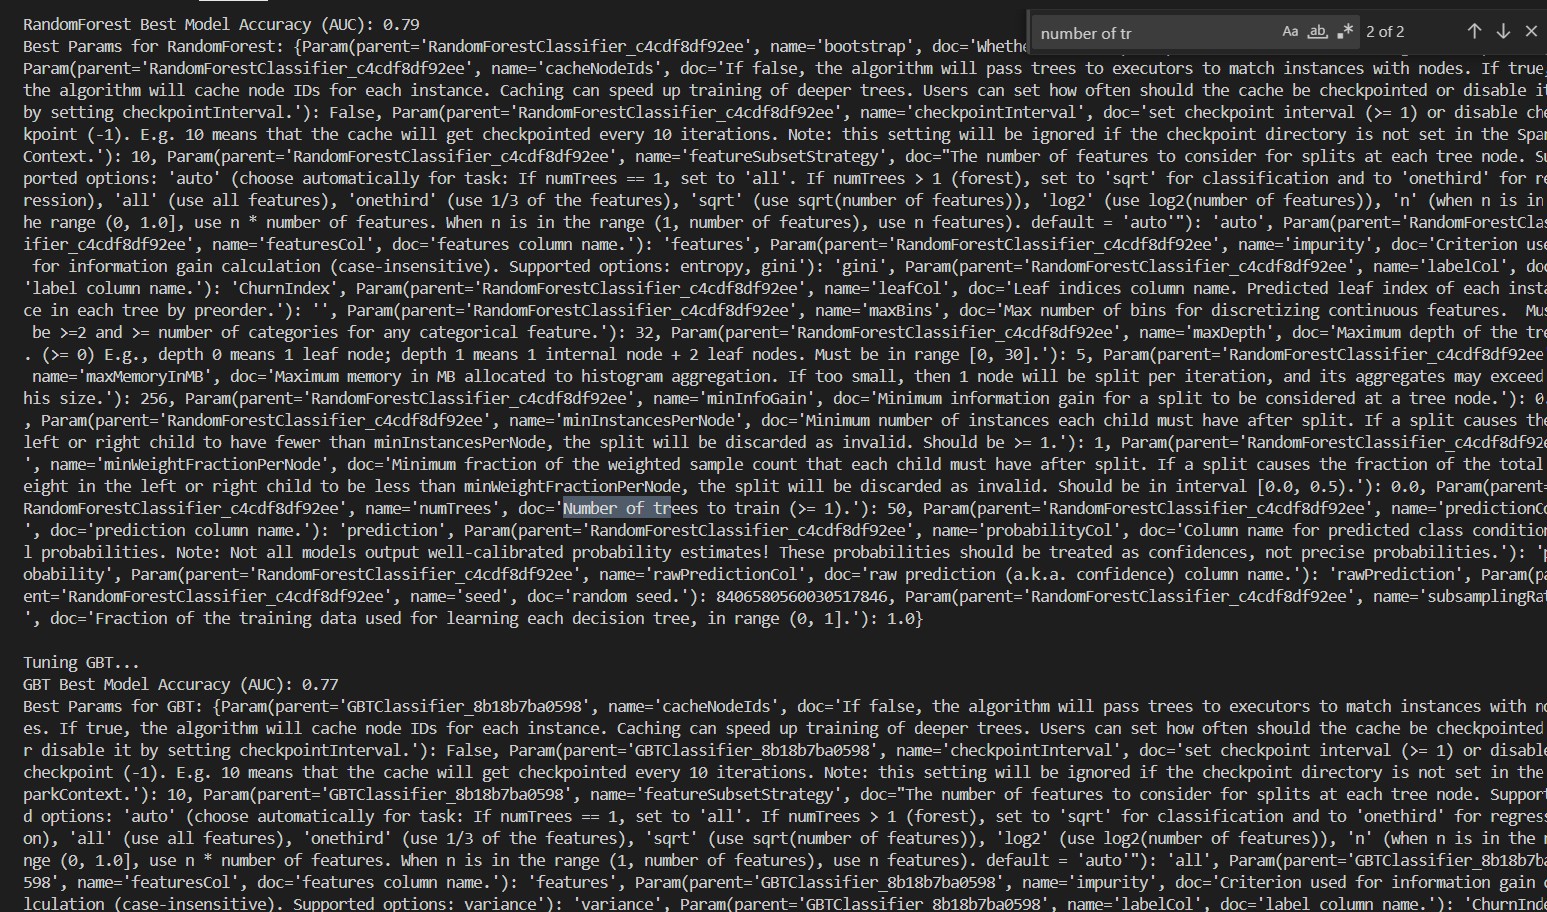 RandomForest Best Model Accuracy (AUC): 0.79
number of tr
Aa
ab
.*
2 of 2
Best Params for RandomForest: {Param(parent='RandomForestClassifier_c4cdf8df92ee', name='bootstrap', doc='Whethe
Param(parent='RandomForestClassifier_c4cdf8df92ee', name='cacheNodeIds', doc='If false, the algorithm will pass trees to executors to match instances with nodes. If true,
the algorithm will cache node IDs for each instance. Caching can speed up training of deeper trees. Users can set how often should the cache be checkpointed or disable it
by setting checkpointInterval.'): False, Param(parent='RandomForestClassifier_c4cdf8df92ee', name='checkpointInterval', doc='set checkpoint interval (>= 1) or disable che
kpoint (-1). E.g. 10 means that the cache will get checkpointed every 10 iterations. Note: this setting will be ignored if the checkpoint directory is not set in the Spar
Context.'): 10, Param(parent='RandomForestClassifier_c4cdf8df92ee', name='featureSubsetStrategy', doc="The number of features to consider for splits at each tree node. Su
ported options: 'auto' (choose automatically for task: If numTrees == 1, set to 'all'. If numTrees > 1 (forest), set to 'sqrt' for classification and to 'onethird' for re
ression), 'all' (use all features), 'onethird' (use 1/3 of the features), 'sqrt' (use sqrt(number of features)), 'log2' (use log2(number of features)), 'n' (when n is in
he range (0, 1.0], use n * number of features. When n is in the range (1, number of features), use n features). default = 'auto'"): 'auto', Param(parent='RandomForestClas
ifier_c4cdf8df92ee', name='featuresCol', doc='features column name.'): 'features', Param(parent='RandomForestClassifier_c4cdf8df92ee', name='impurity', doc='Criterion use
for information gain calculation (case-insensitive). Supported options: entropy, gini'): 'gini', Param(parent='RandomForestClassifier_c4cdf8df92ee', name='labelCol', doc
'label column name.'): 'ChurnIndex', Param(parent='RandomForestClassifier_c4cdf8df92ee', name='leafCol', doc='Leaf indices column name. Predicted leaf index of each insta
ce in each tree by preorder.'): '', Param(parent='RandomForestClassifier_c4cdf8df92ee', name='maxBins', doc='Max number of bins for discretizing continuous features.  Mus
be >=2 and >= number of categories for any categorical feature.'): 32, Param(parent='RandomForestClassifier_c4cdf8df92ee', name='maxDepth', doc='Maximum depth of the tre
. (>= 0) E.g., depth 0 means 1 leaf node; depth 1 means 1 internal node + 2 leaf nodes. Must be in range [0, 30].'): 5, Param(parent='RandomForestClassifier_c4cdf8df92ee
name='maxMemoryInMB', doc='Maximum memory in MB allocated to histogram aggregation. If too small, then 1 node will be split per iteration, and its aggregates may exceed
his size.'): 256, Param(parent='RandomForestClassifier_c4cdf8df92ee', name='minInfoGain', doc='Minimum information gain for a split to be considered at a tree node.'): 0.
, Param(parent='RandomForestClassifier_c4cdf8df92ee', name='minInstancesPerNode', doc='Minimum number of instances each child must have after split. If a split causes the
left or right child to have fewer than minInstancesPerNode, the split will be discarded as invalid. Should be >= 1.'): 1, Param(parent='RandomForestClassifier_c4cdf8df92e
', name='minWeightFractionPerNode', doc='Minimum fraction of the weighted sample count that each child must have after split. If a split causes the fraction of the total
eight in the left or right child to be less than minWeightFractionPerNode, the split will be discarded as invalid. Should be in interval [0.0, 0.5).'): 0.0, Param(parent=
RandomForestClassifier_c4cdf8df92ee', name='numTrees', doc='Number of trees to train (>= 1).'): 50, Param(parent='RandomForestClassifier_c4cdf8df92ee', name='predictionCo
', doc='prediction column name.'): 'prediction', Param(parent='RandomForestClassifier_c4cdf8df92ee', name='probabilityCol', doc='Column name for predicted class condition
l probabilities. Note: Not all models output well-calibrated probability estimates! These probabilities should be treated as confidences, not precise probabilities.'): 'p
obability', Param(parent='RandomForestClassifier_c4cdf8df92ee', name='rawPredictionCol', doc='raw prediction (a.k.a. confidence) column name.'): 'rawPrediction', Param(pa
ent='RandomForestClassifier_c4cdf8df92ee', name='seed', doc='random seed.'): 8406580560030517846, Param(parent='RandomForestClassifier_c4cdf8df92ee', name='subsamplingRat
', doc='Fraction of the training data used for learning each decision tree, in range (0, 1].'): 1.0}
Tuning GBT...
GBT Best Model Accuracy (AUC): 0.77
Best Params for GBT: {Param(parent='GBTClassifier_8b18b7ba0598', name='cacheNodeIds', doc='If false, the algorithm will pass trees to executors to match instances with no
es. If true, the algorithm will cache node IDs for each instance. Caching can speed up training of deeper trees. Users can set how often should the cache be checkpointed
r disable it by setting checkpointInterval.'): False, Param(parent='GBTClassifier_8b18b7ba0598', name='checkpointInterval', doc='set checkpoint interval (>= 1) or disable
checkpoint (-1). E.g. 10 means that the cache will get checkpointed every 10 iterations. Note: this setting will be ignored if the checkpoint directory is not set in the
parkContext.'): 10, Param(parent='GBTClassifier_8b18b7ba0598', name='featureSubsetStrategy', doc="The number of features to consider for splits at each tree node. Support
d options: 'auto' (choose automatically for task: If numTrees == 1, set to 'all'. If numTrees > 1 (forest), set to 'sqrt' for classification and to 'onethird' for regress
on), 'all' (use all features), 'onethird' (use 1/3 of the features), 'sqrt' (use sqrt(number of features)), 'log2' (use log2(number of features)), 'n' (when n is in the r
nge (0, 1.0], use n * number of features. When n is in the range (1, number of features), use n features). default = 'auto'"): 'all', Param(parent='GBTClassifier_8b18b7ba
598', name='featuresCol', doc='features column name.'): 'features', Param(parent='GBTClassifier_8b18b7ba0598', name='impurity', doc='Criterion used for information gain c
lculation (case-insensitive). Supported options: variance'): 'variance', Param(parent='GBTClassifier_8b18b7ba0598', name='labelCol', doc='label column name.'): 'ChurnInde